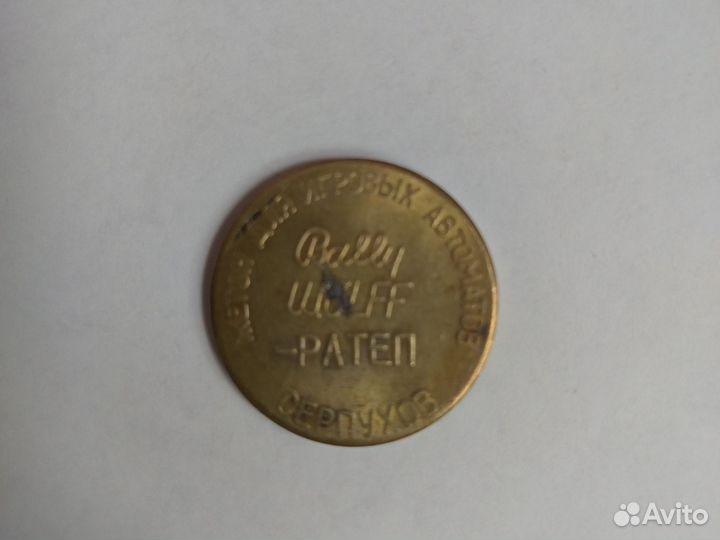 ЖЕТОН ДЛЯ ИГРОВЫХ АВТОМАТОВ
Bally
WULFF
-РАТЕП
СЕРПУХОВ
Avito